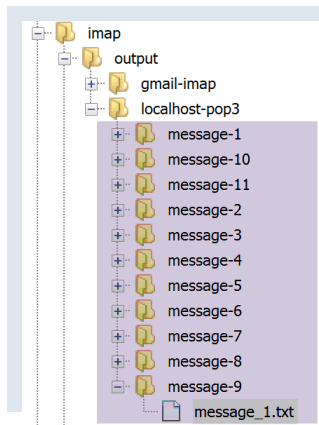 imap
output
gmail-imap
localhost-pop3
message-1
message-10
message-11
message-2
message-3
message-4
message-5
message-6
message-7
message-8
message-9
message_1.txt